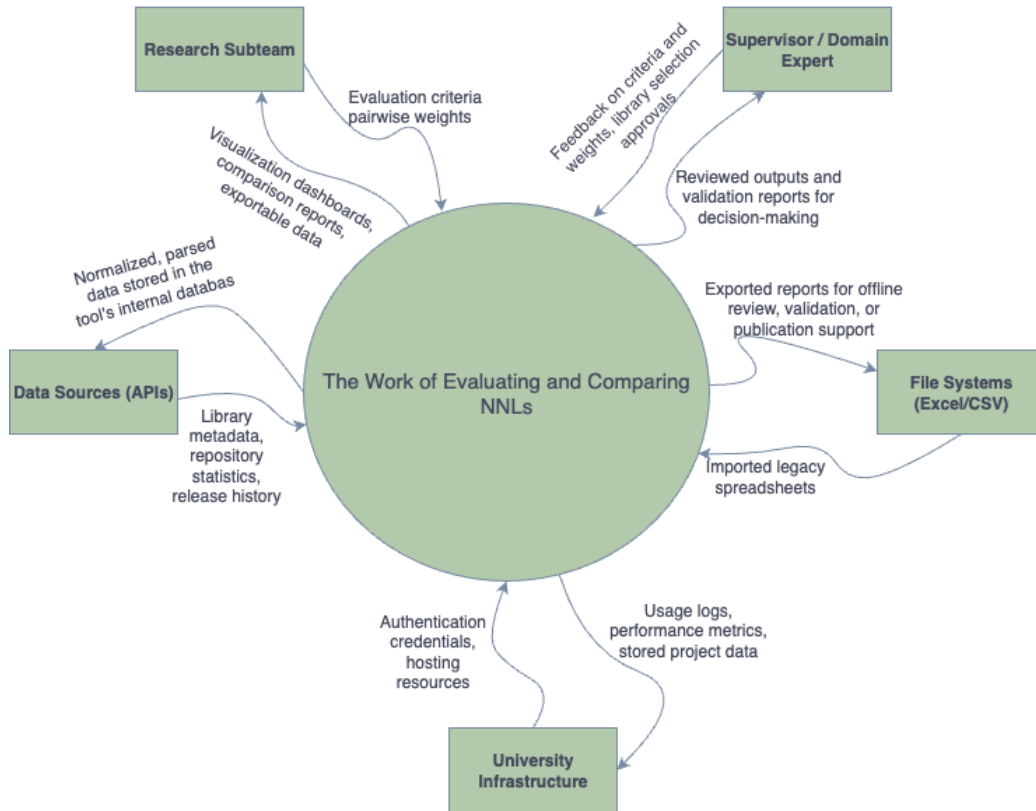 Research Subteam
Supervisor / Domain
Expert
Evaluation criteria
pairwise weights
Feedback on criteria and
weights, library selection
approvals
Visualization dashboards,
comparison reports,
exportable data
Reviewed outputs and
validation reports for
decision-making
Normalized, parsed
data stored in the
tool's internal databas
Exported reports for offline
review, validation, or
publication support
Data Sources (APIs)
The Work of Evaluating and Comparing
NNLs
File Systems
(Excel/CSV)
Library
metadata,
repository
statistics,
release history
Imported legacy
spreadsheets
Authentication
credentials,
hosting
resources
Usage logs,
performance metrics,
stored project data
University
Infrastructure